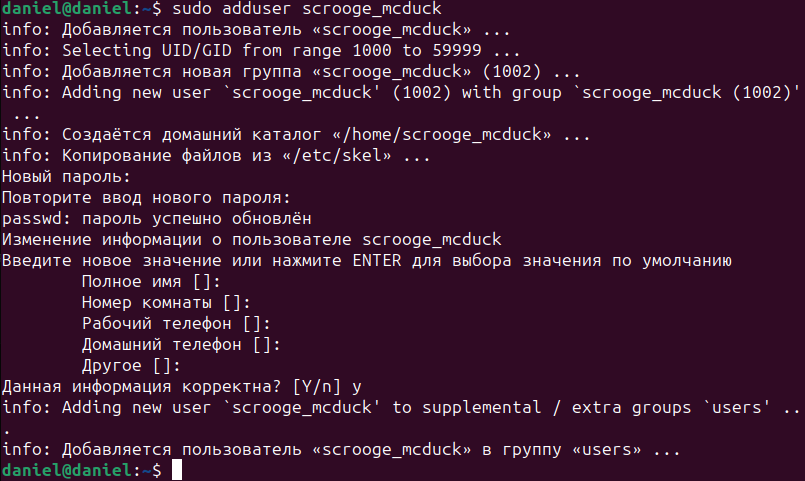 daniel@daniel:~$ sudo adduser scrooge_mcduck
info: Добавляется пользователь «scrooge_mcduck» ...
info: Selecting UID/GID from range 1000 to 59999 ...
info: Добавляется новая группа «scrooge_mcduck» (1002) ...
info: Adding new user `scrooge_mcduck' (1002) with group `scrooge_mcduck (1002)'
 ...
info: Создаётся домашний каталог «/home/scrooge_mcduck» ...
info: Копирование файлов из «/etc/skel» ...
Новый пароль:
Повторите ввод нового пароля:
passwd: пароль успешно обновлён
Изменение информации о пользователе scrooge_mcduck
Введите новое значение или нажмите ENTER для выбора значения по умолчанию
        Полное имя []:
        Номер комнаты []:
        Рабочий телефон []:
        Домашний телефон []:
        Другое []:
Данная информация корректна? [Y/n] y
info: Adding new user `scrooge_mcduck' to supplemental / extra groups `users' ..
.
info: Добавляется пользователь «scrooge_mcduck» в группу «users» ...
daniel@daniel:~$